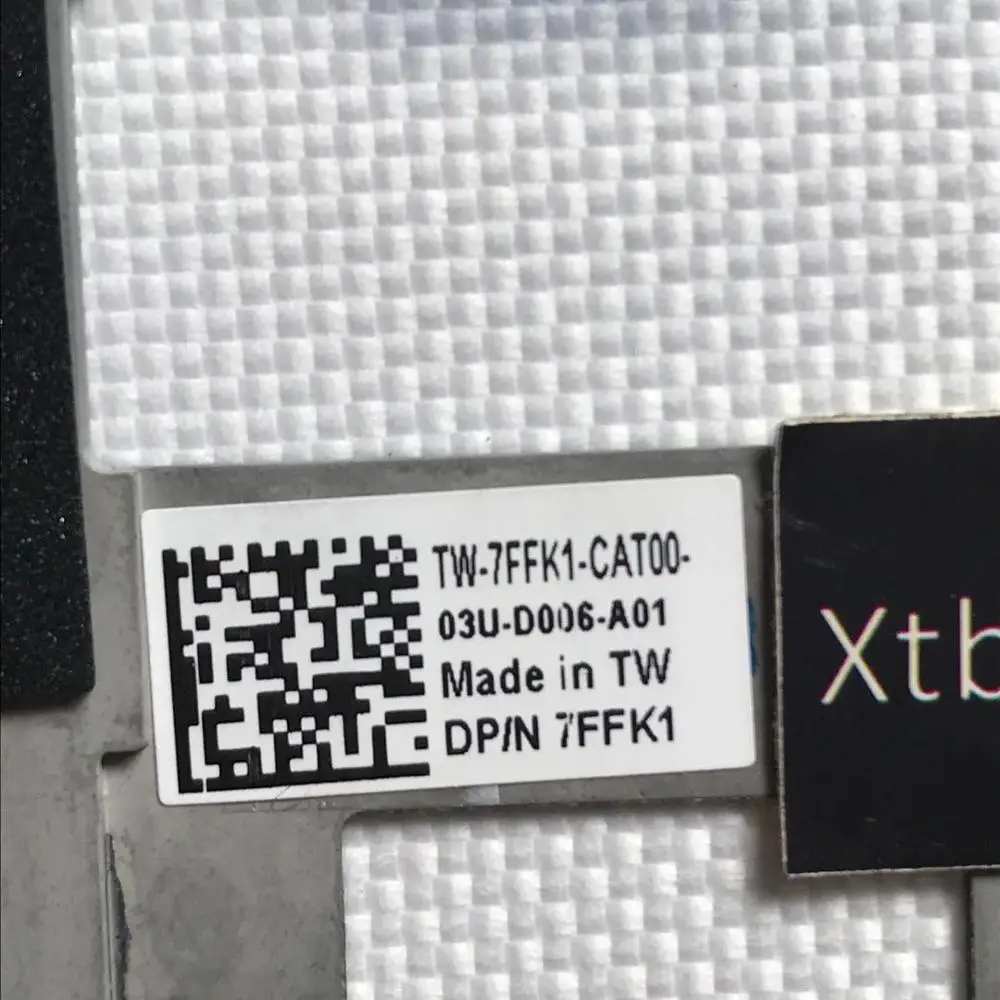 TW-7FFK1-CAT00-
03U-D006-A01
Made in TW
DP/N 7FFK1
Xtb